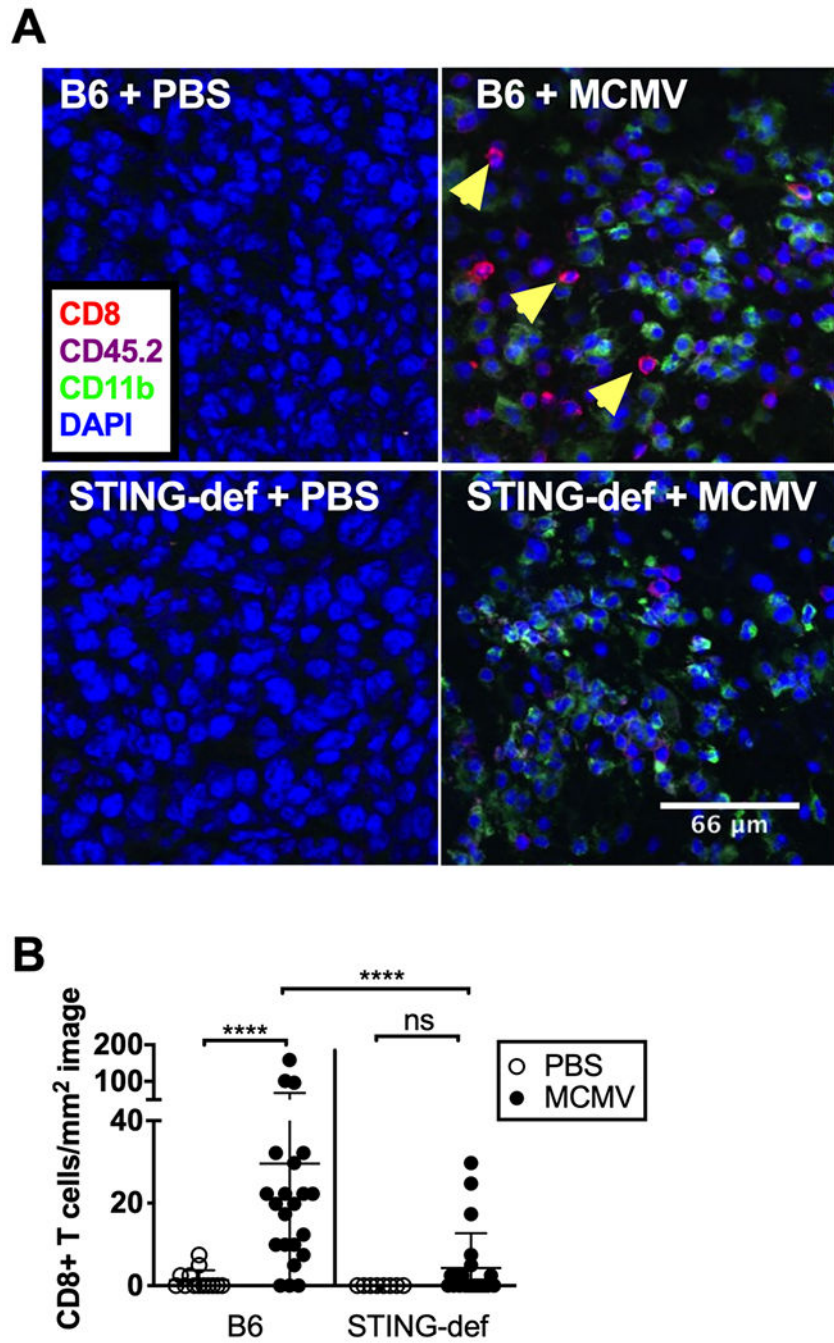 A
B6 + PBS
B6 + MCMV
CD8
CD45.2
CD11b
DAPI
STING-def + PBS
STING-def + MCMV
66 µm
B
****
****
ns
CD8+ T cells/mm² image
200
100
40
20
0
PBS
MCMV
B6
STING-def